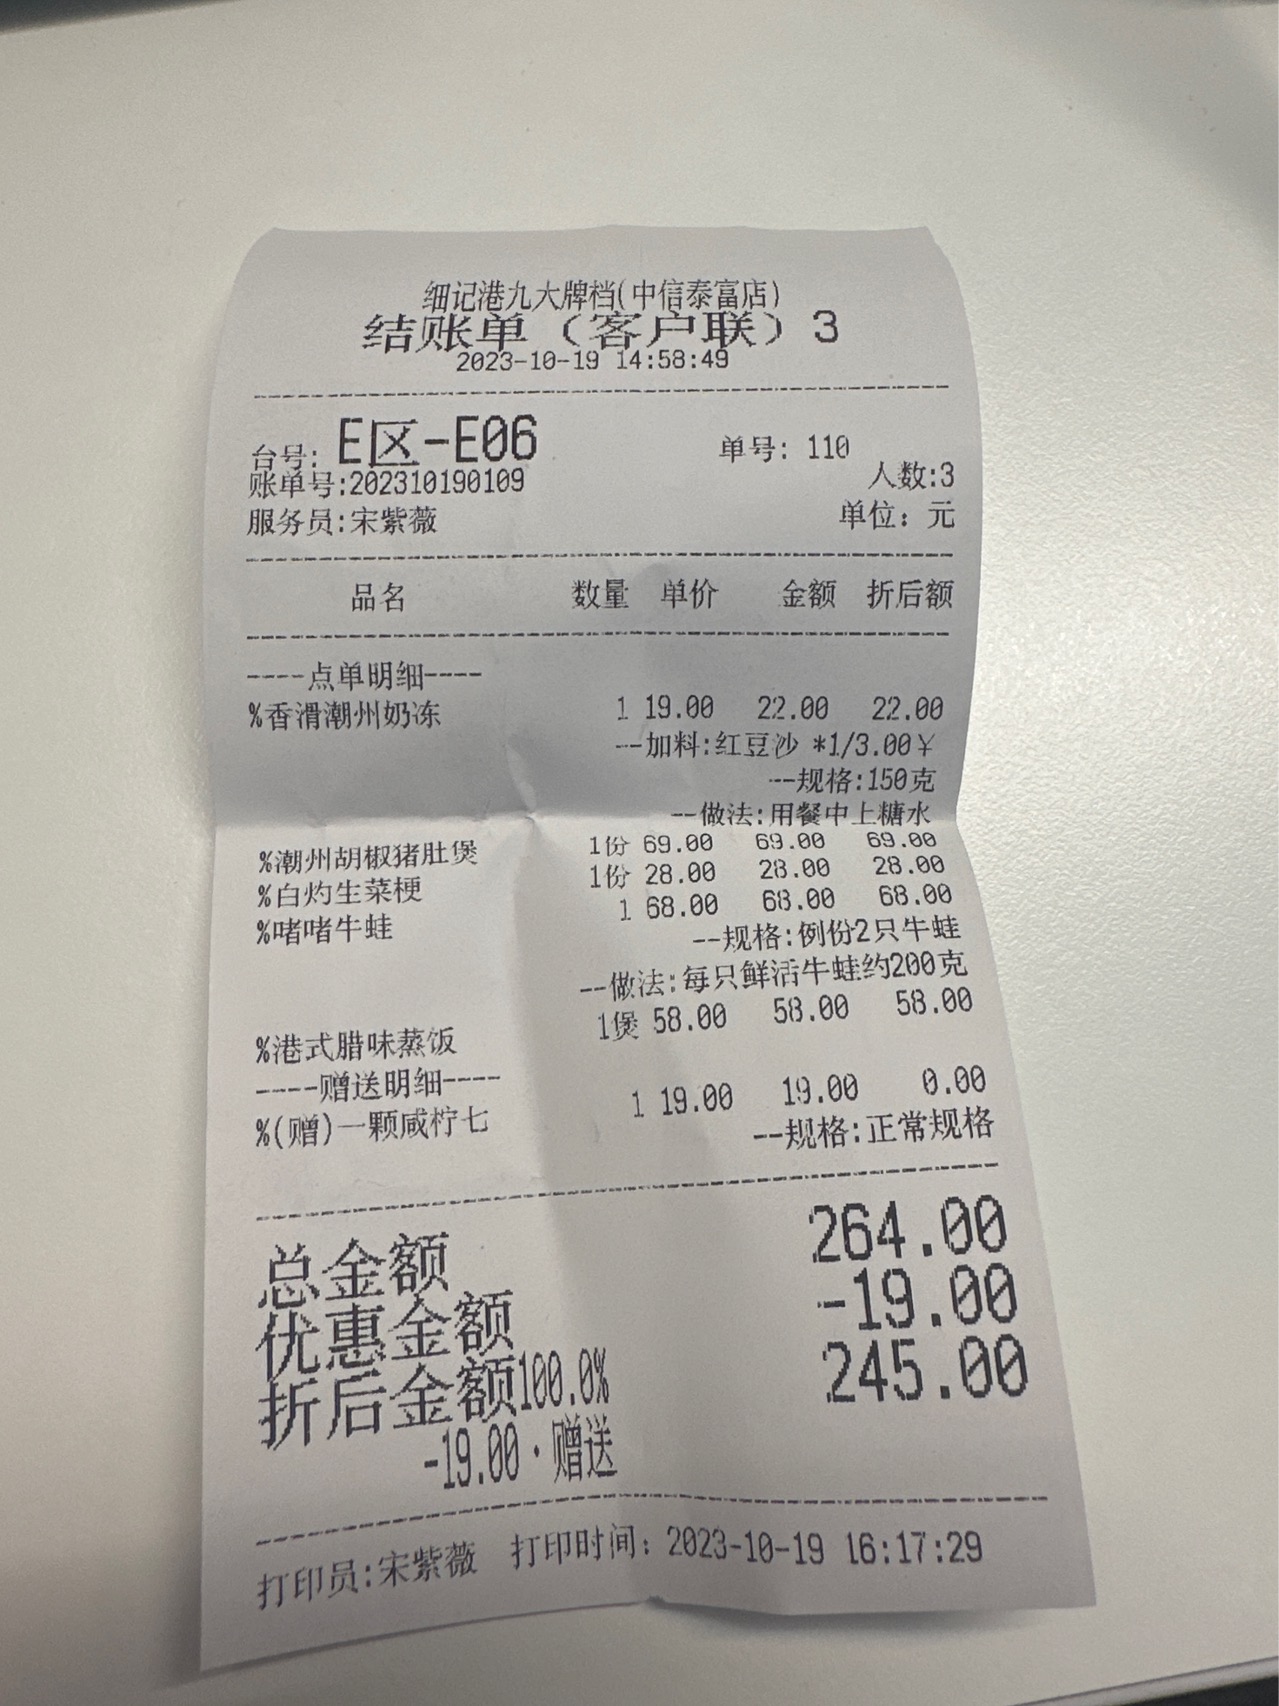 细记港九大牌档(中信泰富店)
结账单（客户联）3
2023-10-19 14:58:49
台号: E区-E06 单号: 110
账单号:202310190109 人数:3
服务员:宋紫薇 单位: 元
品名 数量 单价 金额 折后额
----点单明细----
%香滑潮州奶冻 1 19.00 22.00 22.00
--加料:红豆沙 *1/3.00¥
--规格:150克
--做法:用餐中上糖水
%潮州胡椒猪肚煲 1份 69.00 69.00 69.00
%白灼生菜梗 1份 28.00 28.00 28.00
%啫啫牛蛙 1 68.00 68.00 68.00
--规格:例份2只牛蛙
--做法:每只鲜活牛蛙约200克
%港式腊味蒸饭 1煲 58.00 58.00 58.00
----赠送明细----
%(赠)一颗咸柠七 1 19.00 19.00 0.00
--规格:正常规格
总金额 264.00
优惠金额 -19.00
折后金额100.0% 245.00
-19.00·赠送
打印员:宋紫薇 打印时间: 2023-10-19 16:17:29